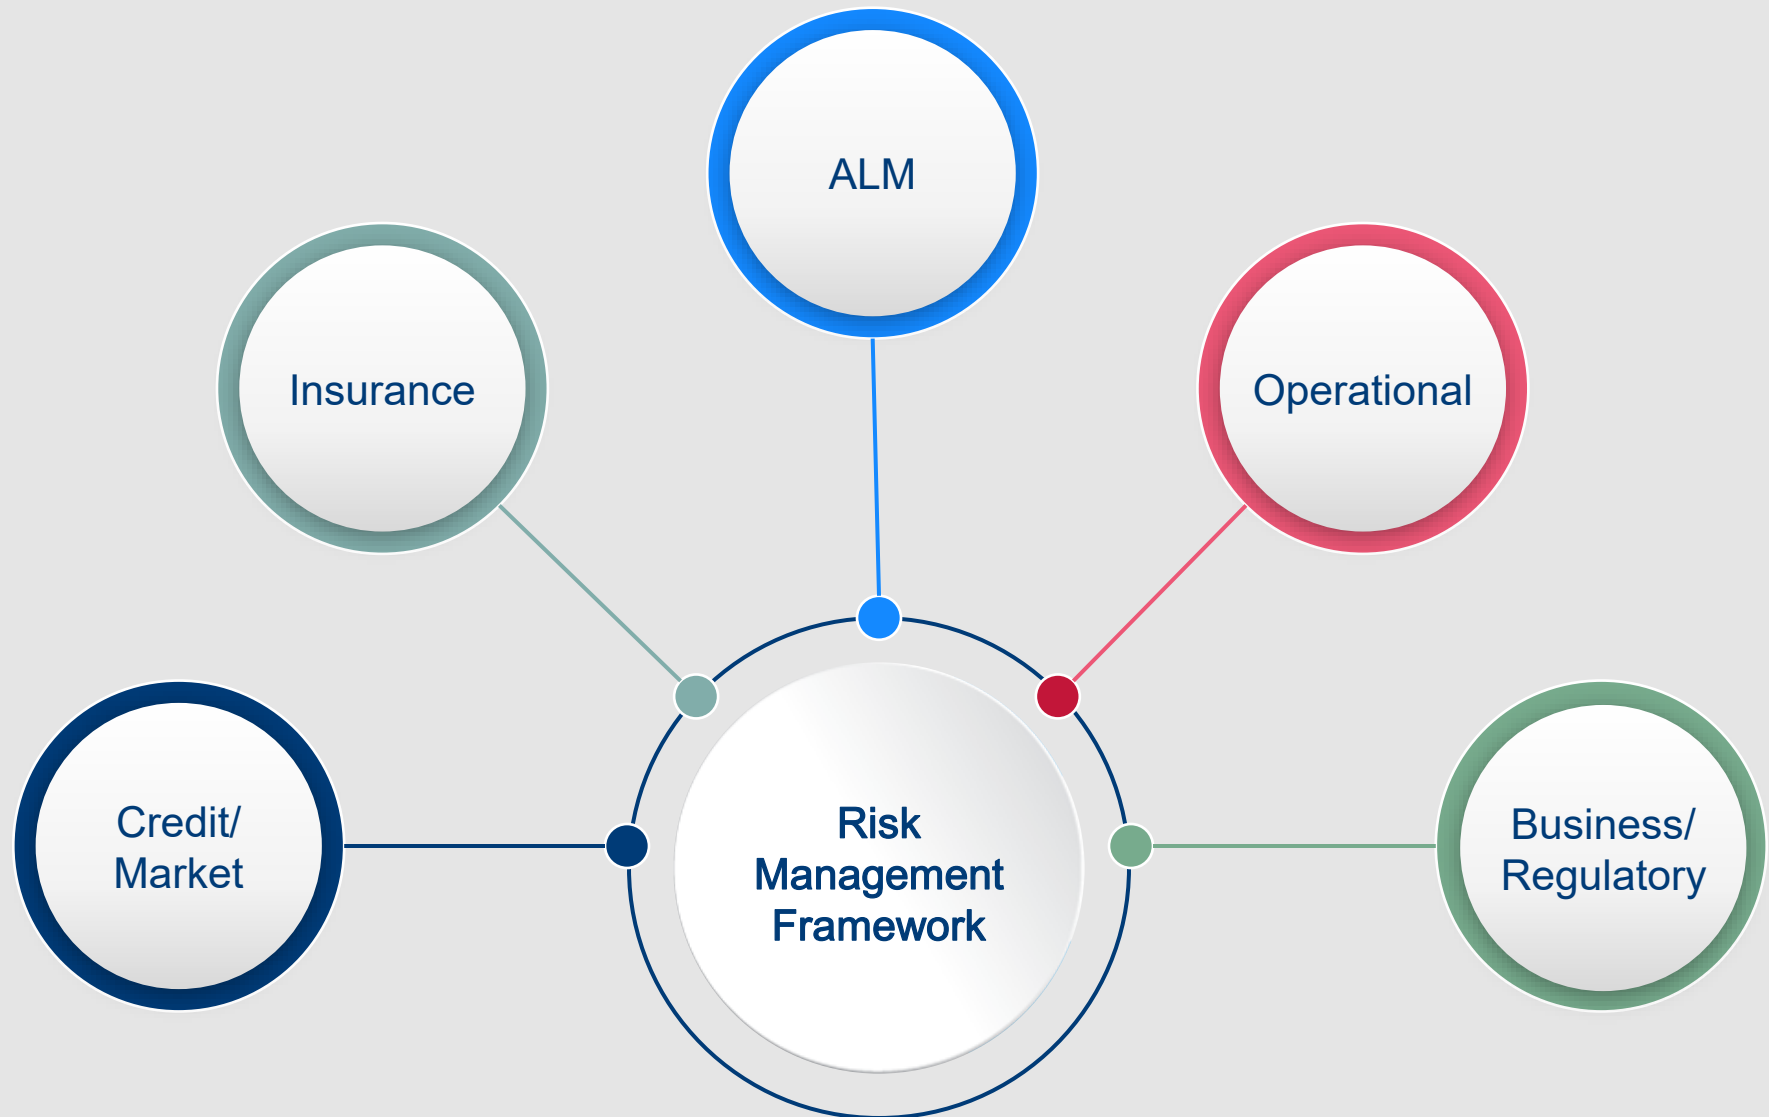 ALM
Insurance
Operational
Credit/
Market
Risk
Management
Framework
Business/
Regulatory